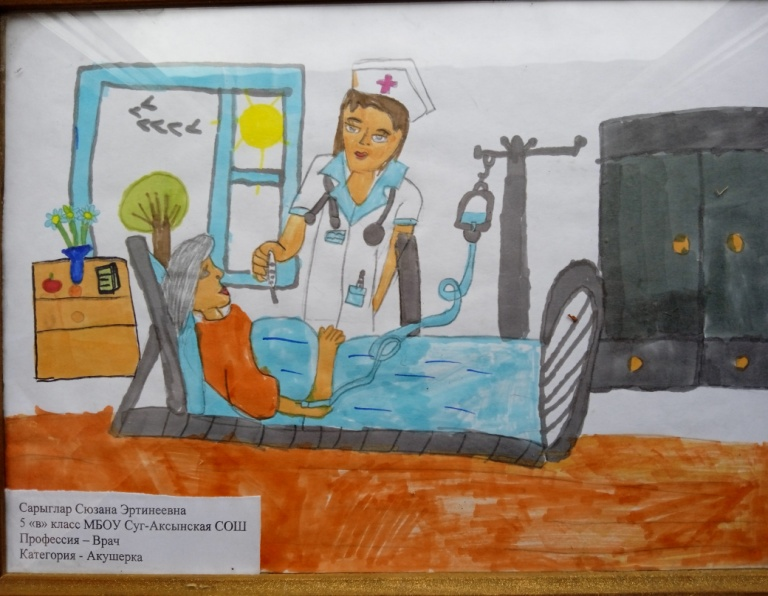 Сарыглар Сюзана Эртинеевна
5 «в» класс МБОУ Суг-Аксынская СОШ
Профессия – Врач
Категория - Акушерка